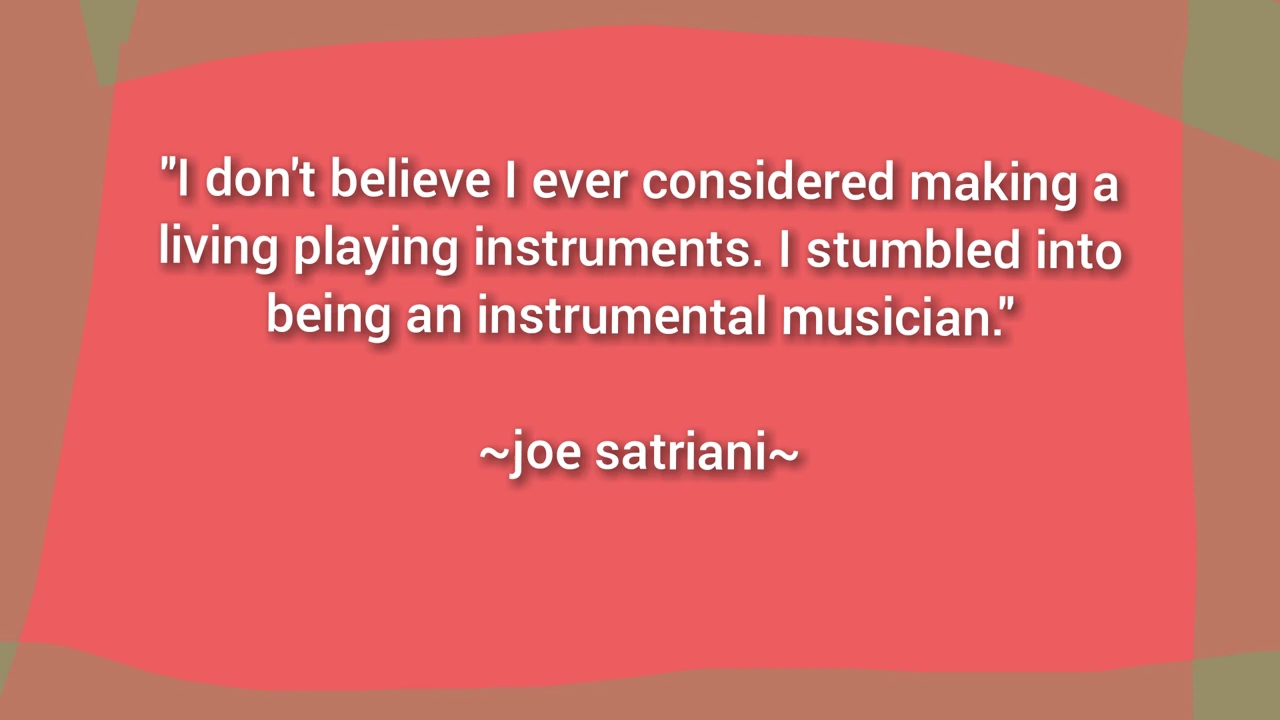 "I don't believe I ever considered making a
living playing instruments. I stumbled into
being an instrumental musician."
~joe satriani~